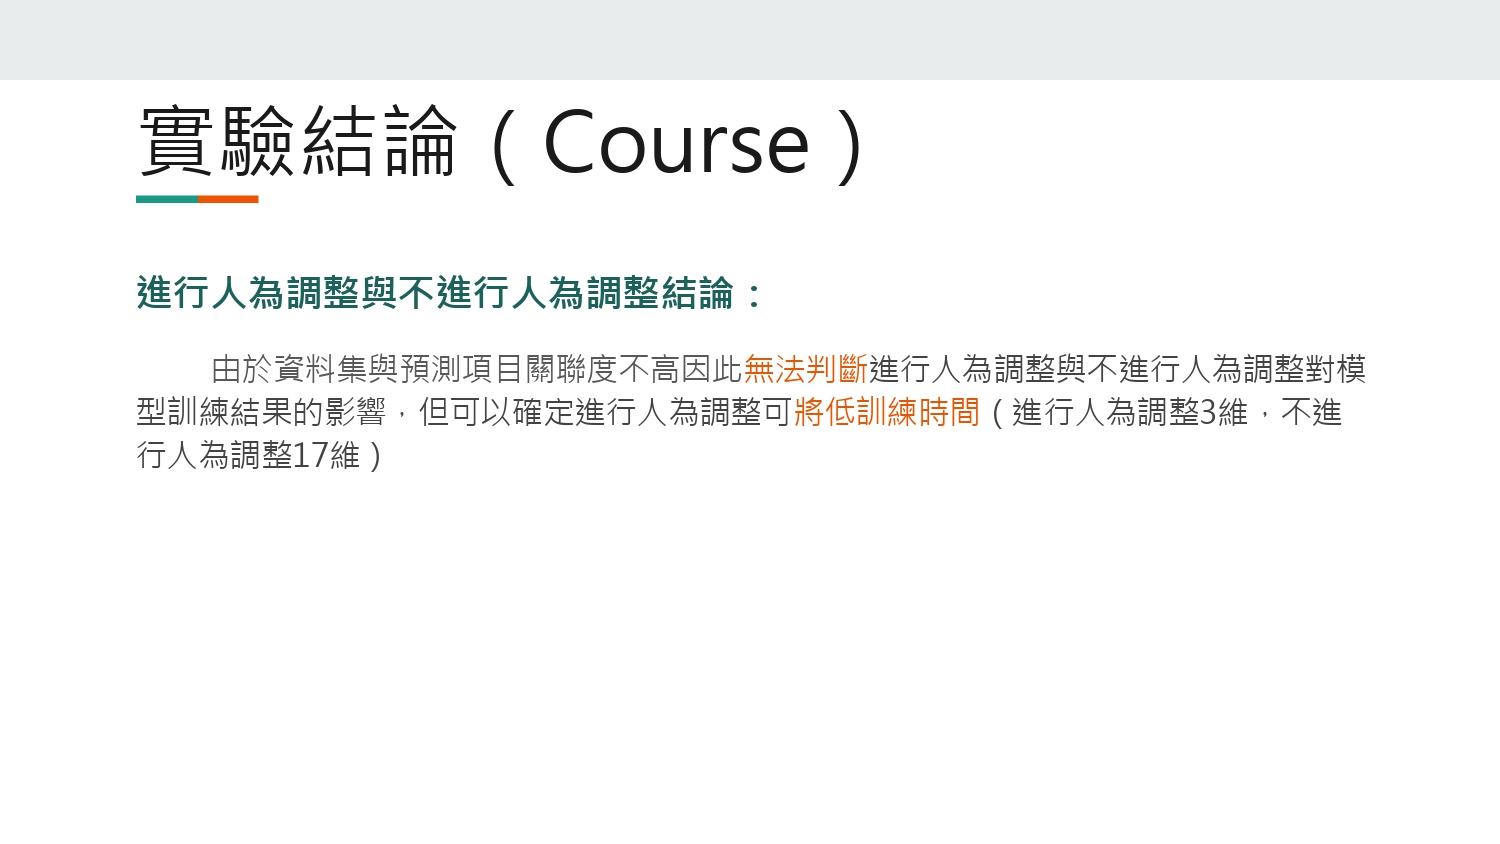 實驗結論（Course）
進行人為調整與不進行人為調整結論：
由於資料集與預測項目關聯度不高因此無法判斷進行人為調整與不進行人為調整對模
型訓練結果的影響，但可以確定進行人為調整可將低訓練時間（進行人為調整3維，不進
行人為調整17維）